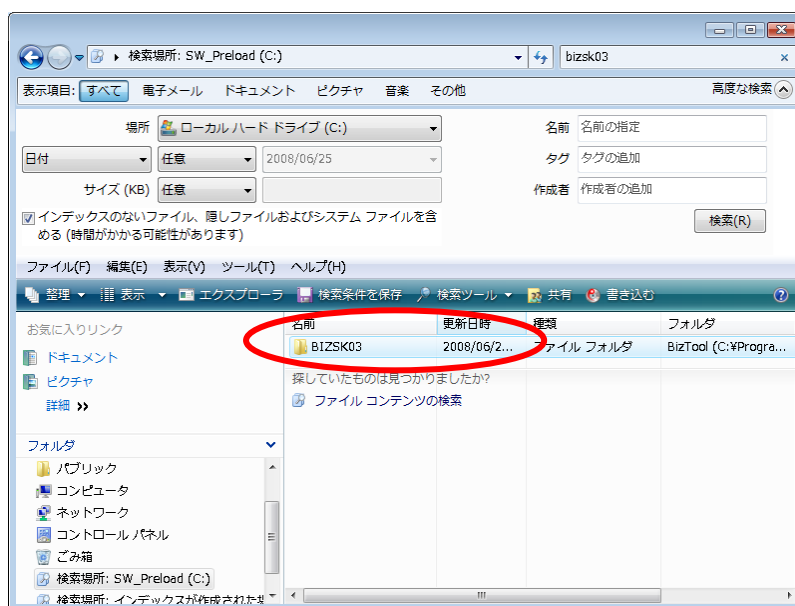 検索場所: SW_Preload (C:)
bizsk03
表示項目: すべて 電子メール ドキュメント ピクチャ 音楽 その他 高度な検索
場所 ローカル ハード ドライブ (C:) 名前 名前の指定
日付 任意 2008/06/25 タグ タグの追加
サイズ (KB) 任意 作成者 作成者の追加
インデックスのないファイル、隠しファイルおよびシステム ファイルを含
める (時間がかかる可能性があります)
検索(R)
ファイル(F) 編集(E) 表示(V) ツール(T) ヘルプ(H)
整理 表示 エクスプローラ 検索条件を保存 検索ツール 共有 書き込む
お気に入りリンク
ドキュメント
ピクチャ
詳細 >>
フォルダ
パブリック
コンピュータ
ネットワーク
コントロール パネル
ごみ箱
検索場所: SW_Preload (C:)
検索場所: インデックスが作成された場
名前 更新日時 種類 フォルダ
BIZSK03 2008/06/2... ファイル フォルダ BizTool (C:¥Progra...
探していたものは見つかりましたか?
ファイル コンテンツの検索